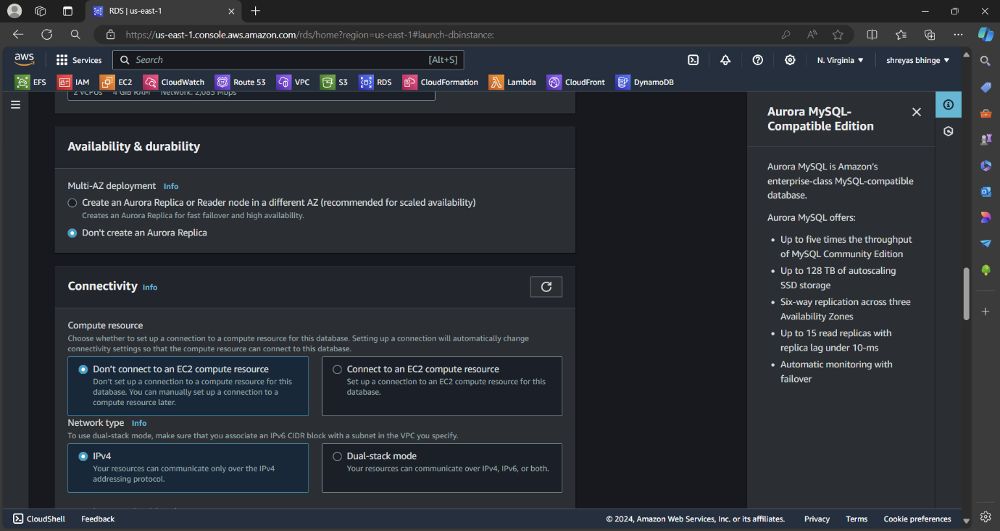 RDS | us-east-1
https://us-east-1.console.aws.amazon.com/rds/home?region=us-east-1#launch-dbinstance:
aws
Services
Search
[Alt+S]
N. Virginia
shreyas bhinge
EFS
IAM
EC2
CloudWatch
Route 53
VPC
S3
RDS
CloudFormation
Lambda
CloudFront
DynamoDB
2 vCPUs 4 GiB RAM Network: 2,085 Mbps
Availability & durability
Multi-AZ deployment Info
Create an Aurora Replica or Reader node in a different AZ (recommended for scaled availability)
Creates an Aurora Replica for fast failover and high availability.
Don't create an Aurora Replica
Connectivity Info
Compute resource
Choose whether to set up a connection to a compute resource for this database. Setting up a connection will automatically change
connectivity settings so that the compute resource can connect to this database.
Don't connect to an EC2 compute resource
Don't set up a connection to a compute resource for this
database. You can manually set up a connection to a
compute resource later.
Connect to an EC2 compute resource
Set up a connection to an EC2 compute resource for this
database.
Network type Info
To use dual-stack mode, make sure that you associate an IPv6 CIDR block with a subnet in the VPC you specify.
IPv4
Your resources can communicate only over the IPv4
addressing protocol.
Dual-stack mode
Your resources can communicate over IPv4, IPv6, or both.
Aurora MySQL-
Compatible Edition
Aurora MySQL is Amazon's
enterprise-class MySQL-compatible
database.
Aurora MySQL offers:
• Up to five times the throughput
of MySQL Community Edition
• Up to 128 TB of autoscaling
SSD storage
• Six-way replication across three
Availability Zones
• Up to 15 read replicas with
replica lag under 10-ms
• Automatic monitoring with
failover
CloudShell
Feedback
© 2024, Amazon Web Services, Inc. or its affiliates.
Privacy
Terms
Cookie preferences